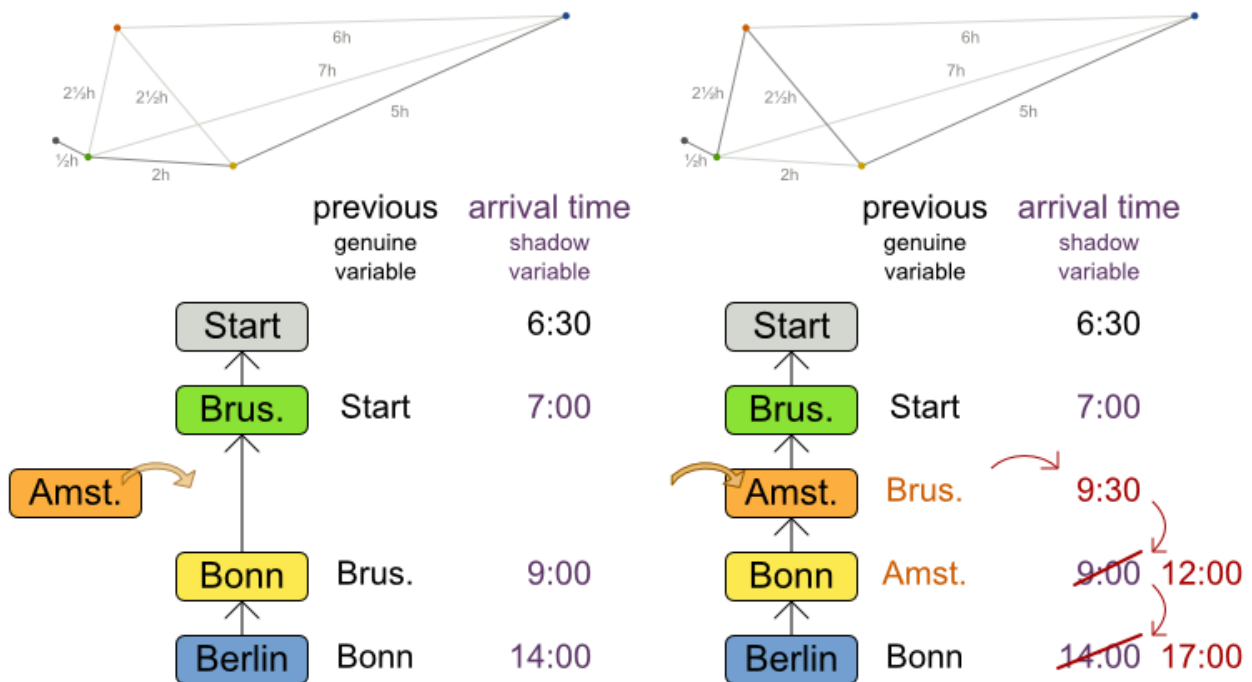 6h 6h
7h 7h
2½h 2½h 2½h 2½h
5h 5h
½h ½h
2h 2h
previous arrival time previous arrival time
genuine shadow genuine shadow
variable variable variable variable
Start 6:30 Start 6:30
Brus. Start 7:00 Brus. Start 7:00
Amst. Amst. Brus. 9:30
Bonn Brus. 9:00 Bonn Amst. 9:00 12:00
Berlin Bonn 14:00 Berlin Bonn 14:00 17:00